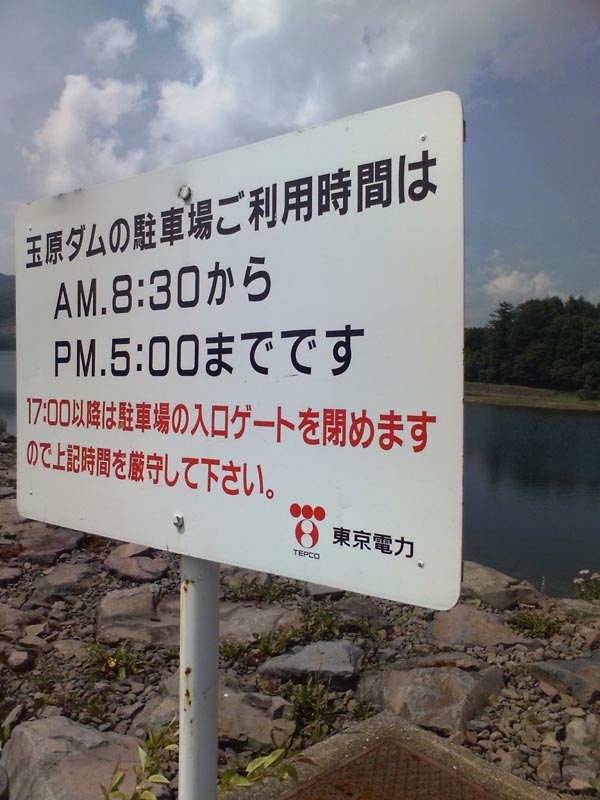 玉原ダムの駐車場ご利用時間は
AM.8:30から
PM.5:00までです
17:00以降は駐車場の入口ゲートを閉めます
ので上記時間を厳守して下さい。
TEPCO 東京電力